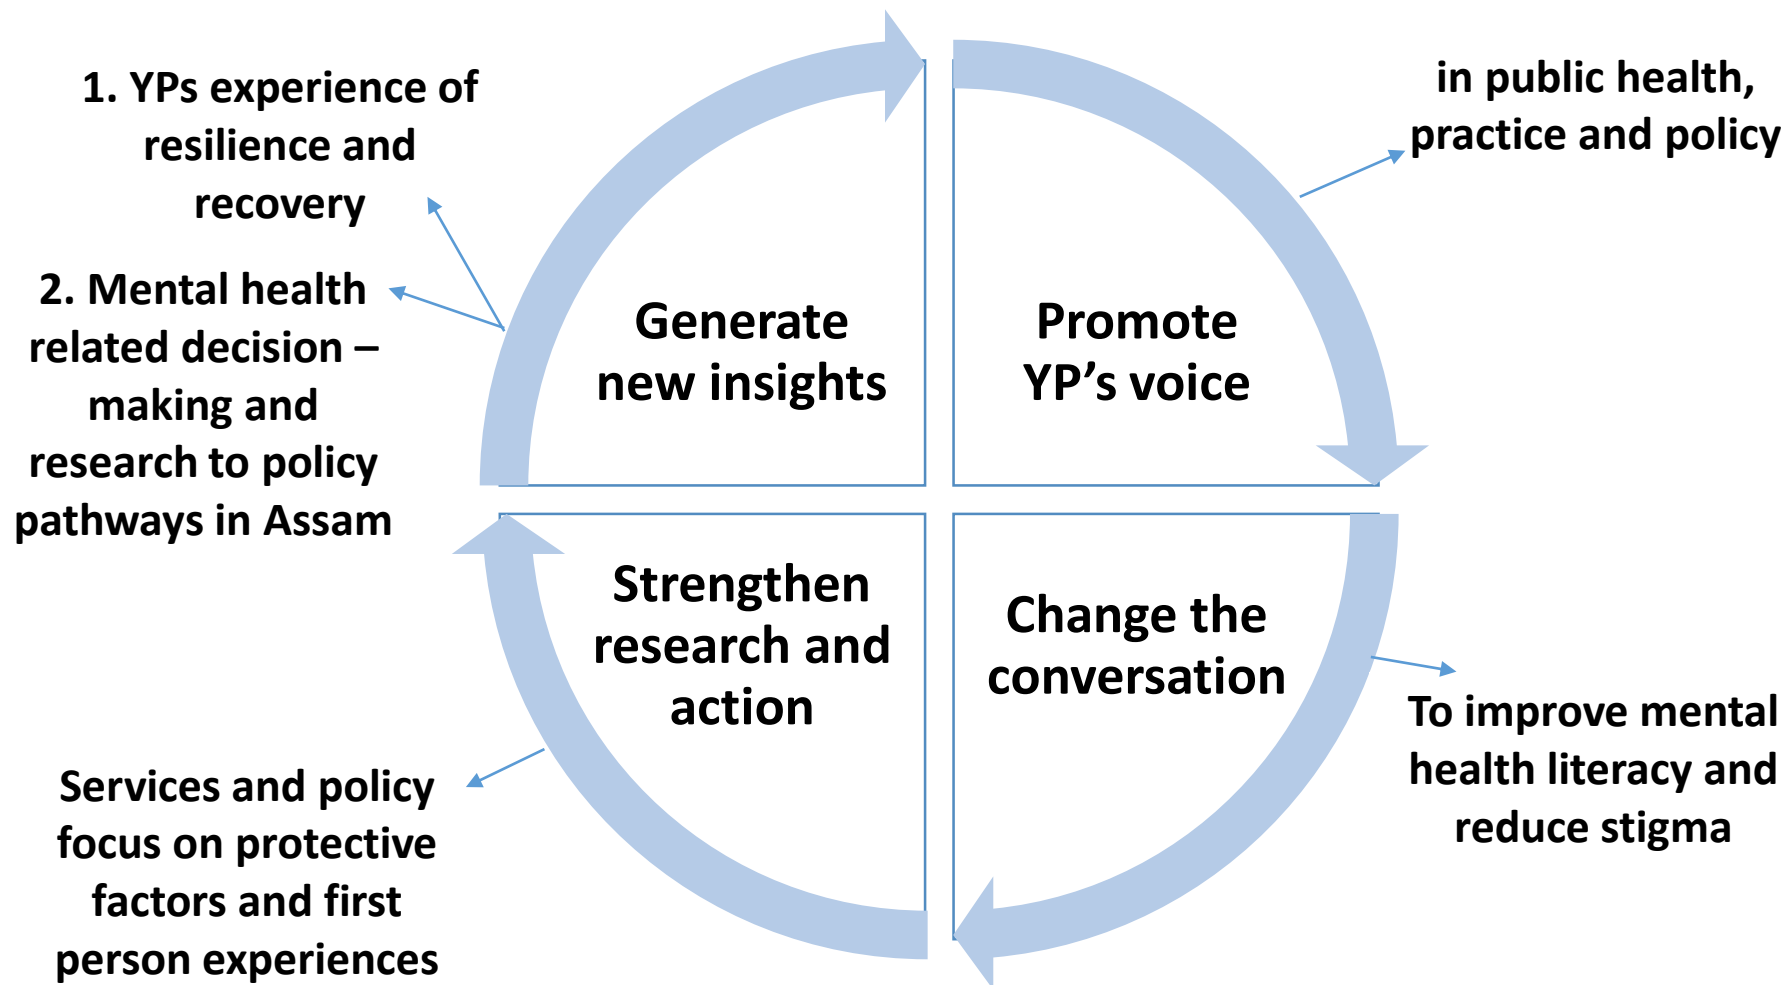 1. YPs experience of
resilience and
recovery
2. Mental health
related decision –
making and
research to policy
pathways in Assam
Generate
new insights
Promote
YP’s voice
in public health,
practice and policy
Strengthen
research and
action
Change the
conversation
Services and policy
focus on protective
factors and first
person experiences
To improve mental
health literacy and
reduce stigma